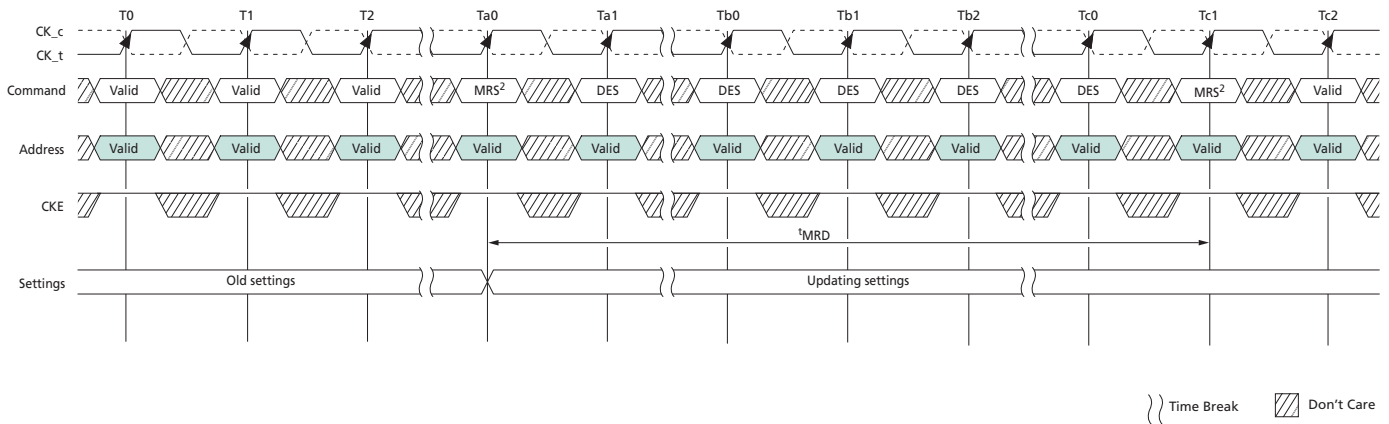 T0 T1 T2 Ta0 Ta1 Tb0 Tb1 Tb2 Tc0 Tc1 Tc2
CK_c
CK_t
Command Valid Valid Valid MRS² DES DES DES DES DES MRS² Valid
Address Valid Valid Valid Valid Valid Valid Valid Valid Valid Valid Valid
CKE
ᵗMRD
Settings Old settings Updating settings
Time Break Don't Care